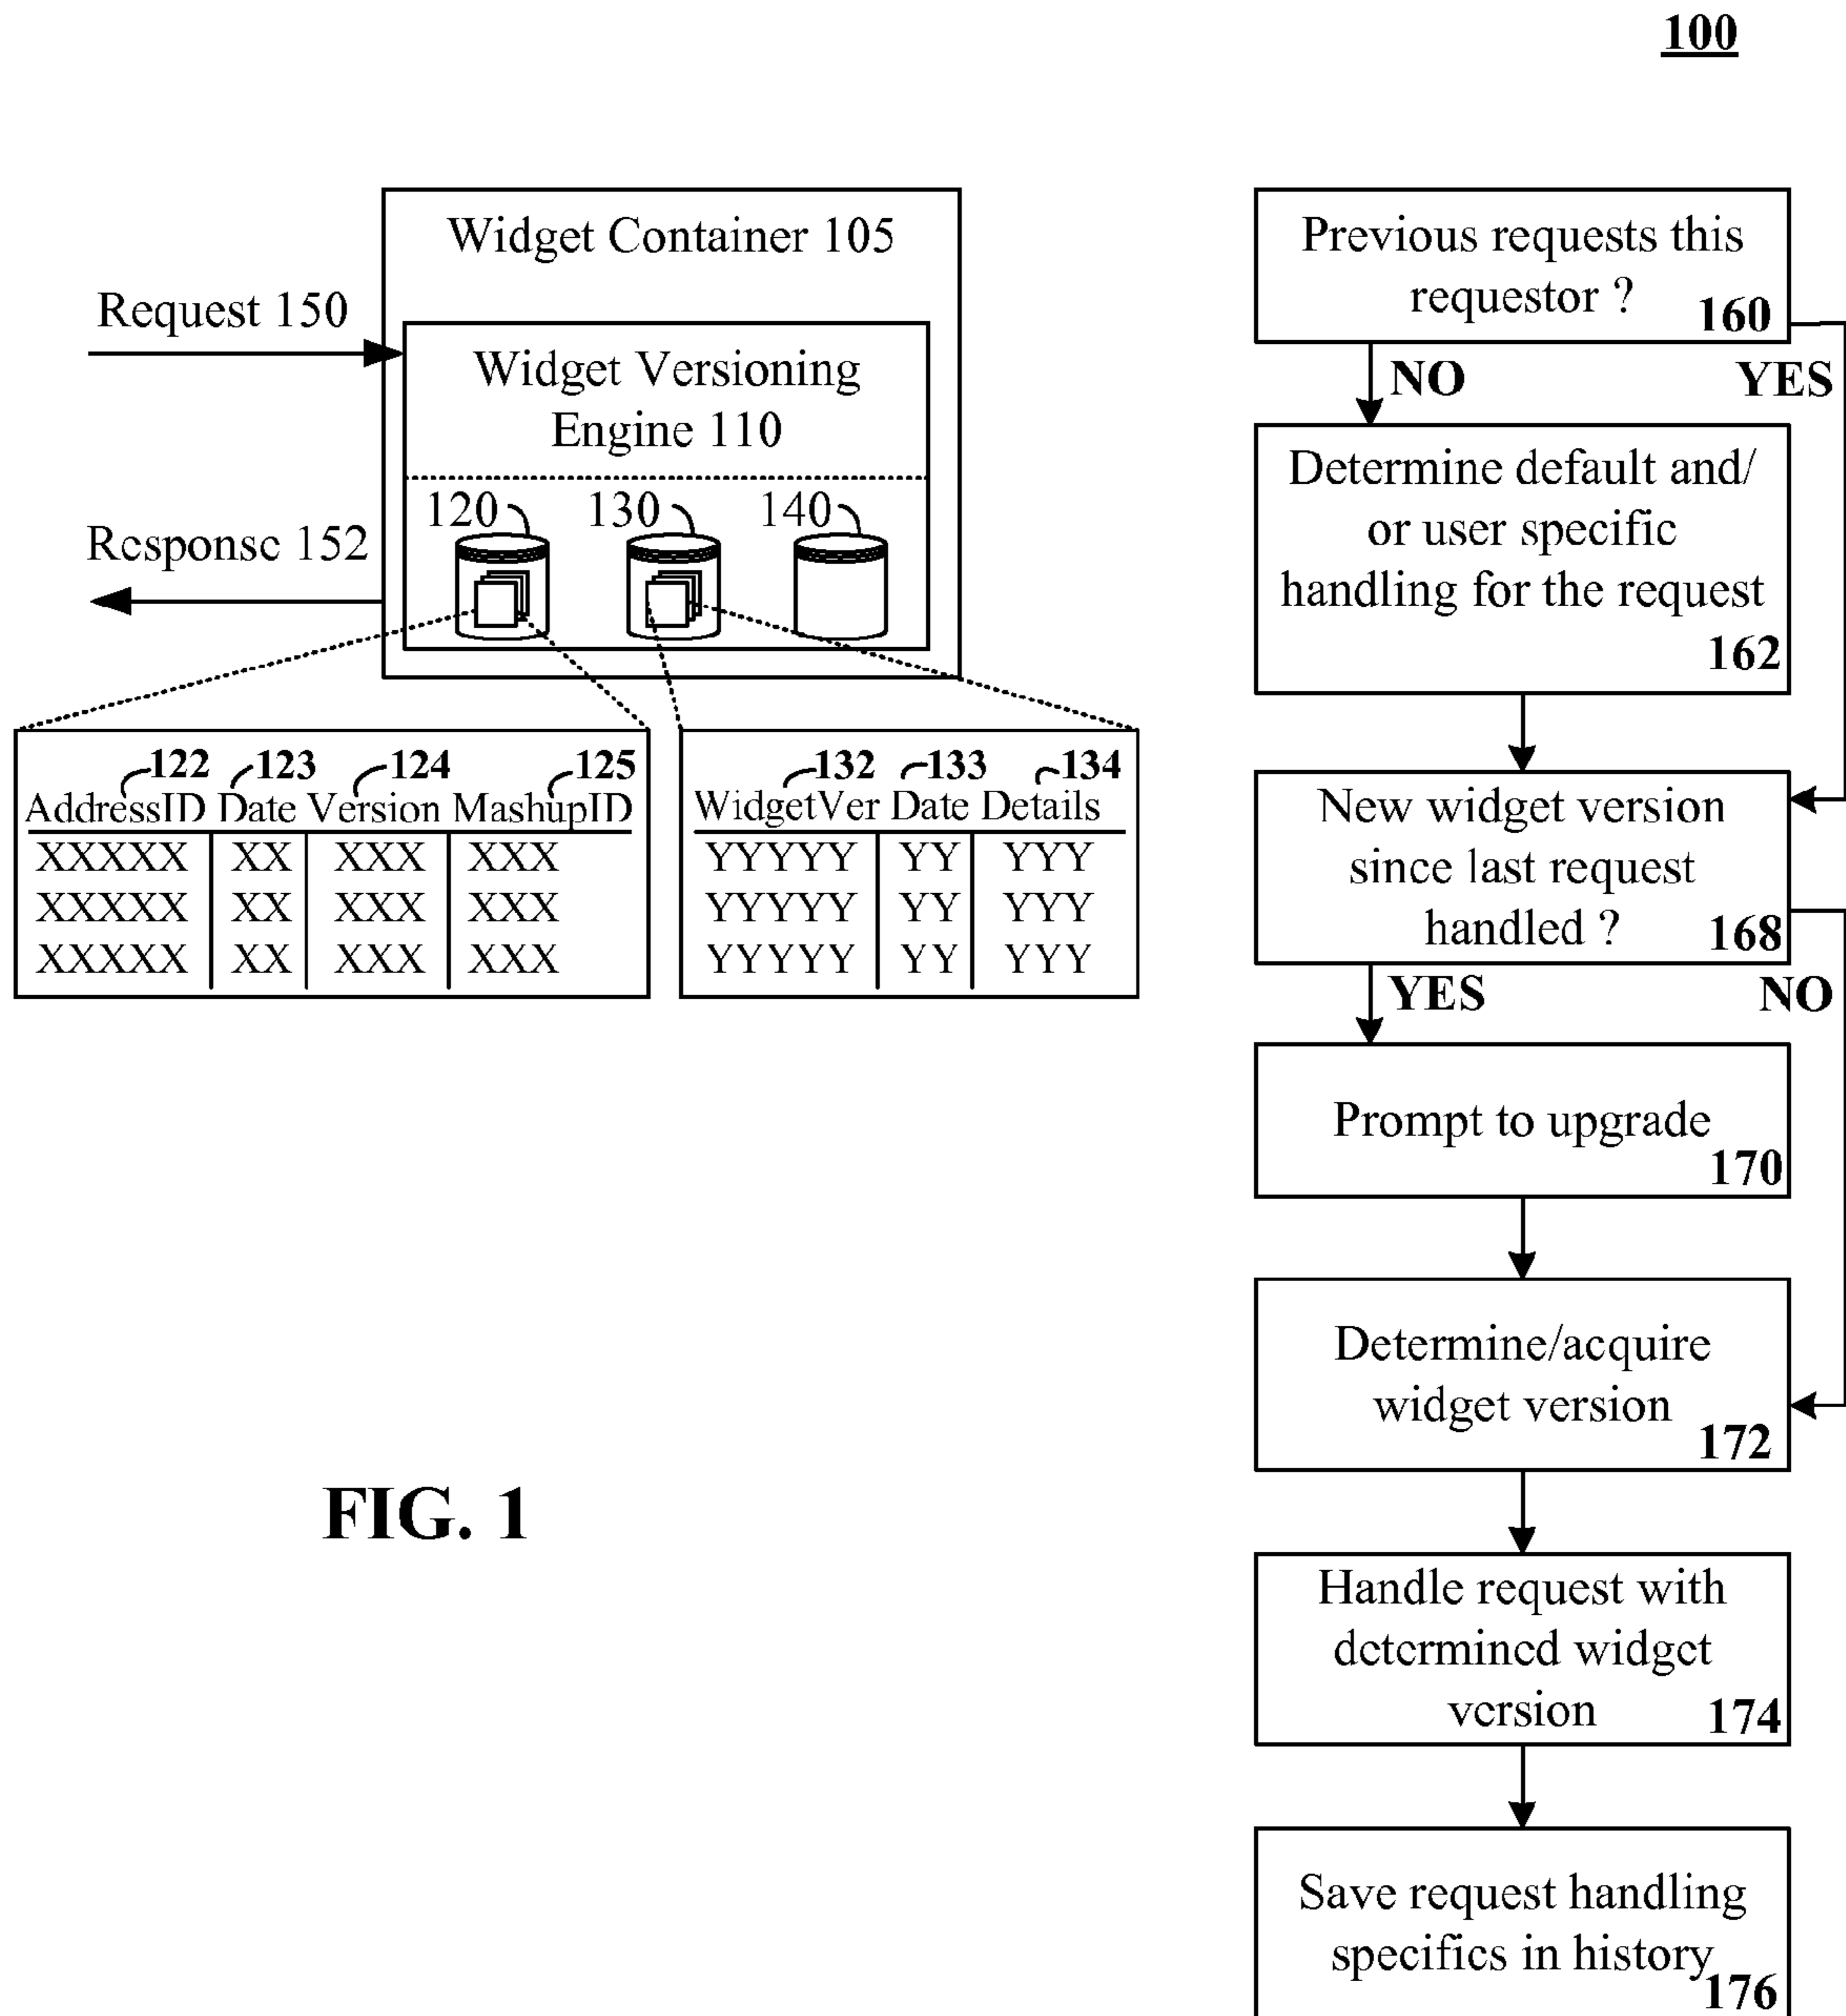 100
Widget Container 105
Request 150
Widget Versioning
Engine 110
120 130 140
Response 152
122 123 124 125
AddressID Date Version MashupID
XXXXX XX XXX XXX
XXXXX XX XXX XXX
XXXXX XX XXX XXX
132 133 134
WidgetVer Date Details
YYYYY YY YYY
YYYYY YY YYY
YYYYY YY YYY
FIG. 1
Previous requests this
requestor ?
160
NO YES
Determine default and/
or user specific
handling for the request
162
New widget version
since last request
handled ?
168
YES NO
Prompt to upgrade
170
Determine/acquire
widget version
172
Handle request with
determined widget
version
174
Save request handling
specifics in history
176